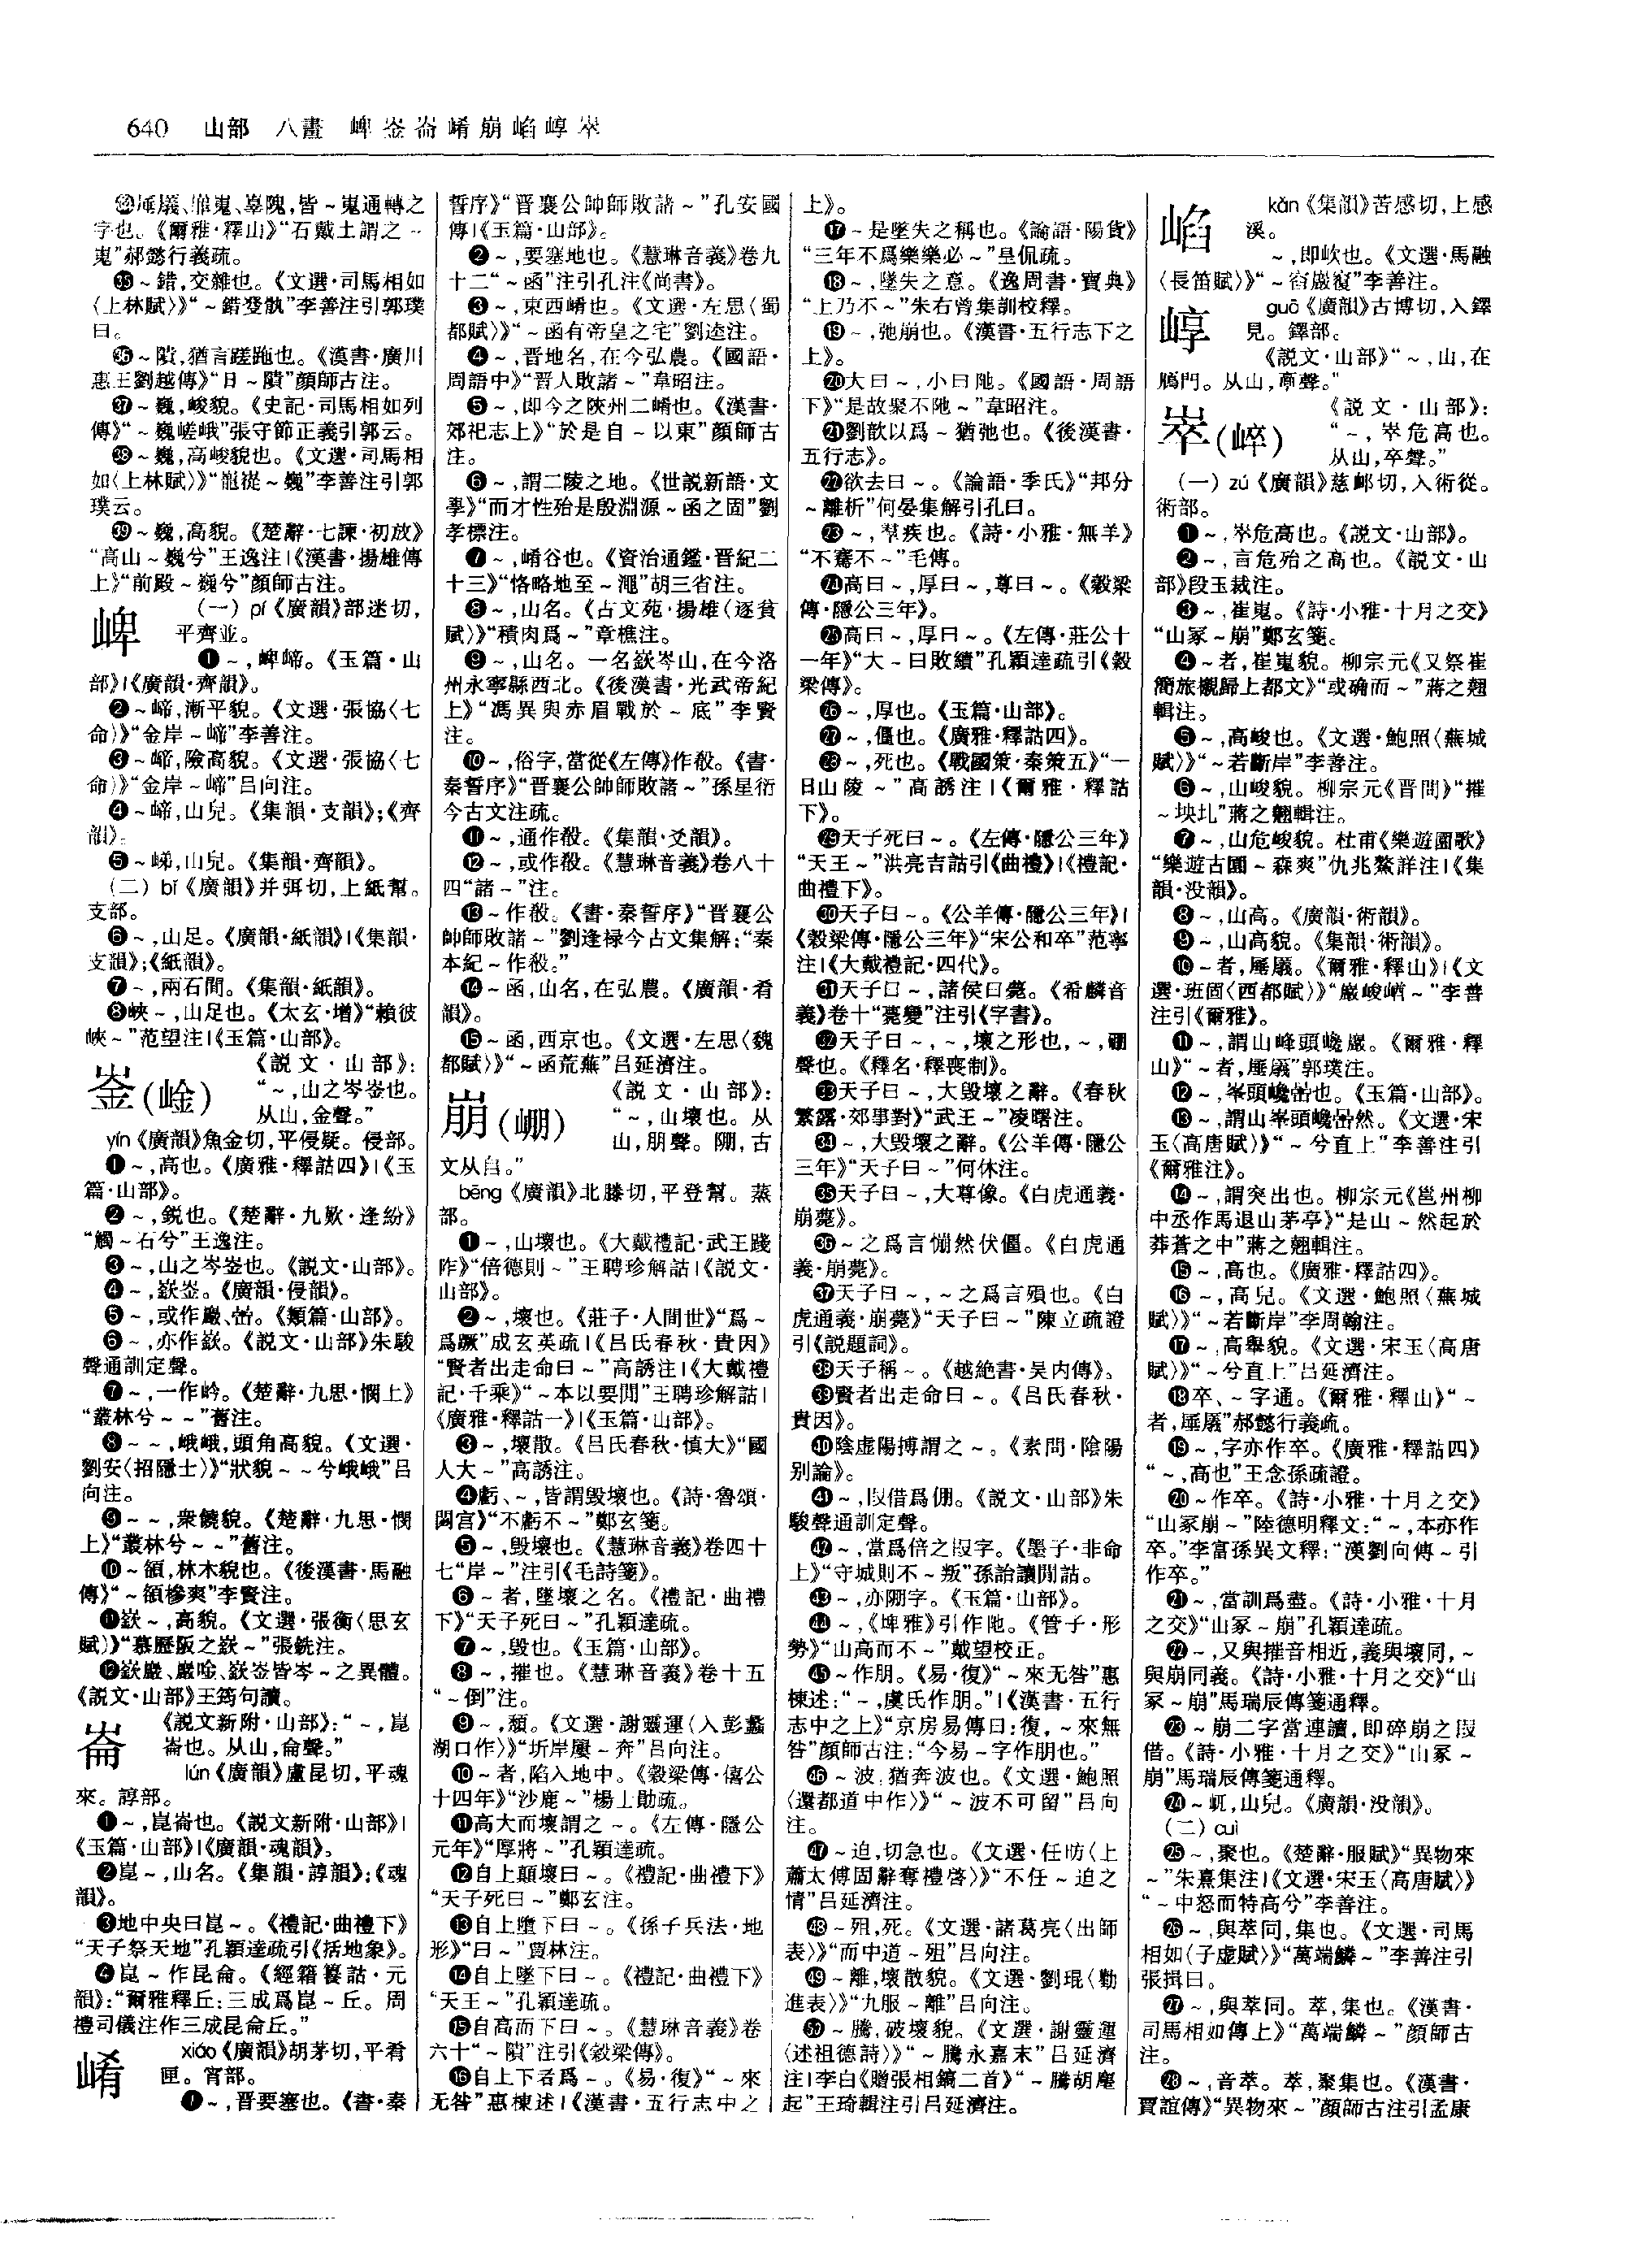 640 山部 八畫 崥崟崙崤崩㟔崞崒
㉞厜㕒、崔嵬、辠隗,皆～嵬通轉之
字也。《爾雅·釋山》“石戴土謂之～
嵬”郝懿行義疏。
㉟～錯,交雜也。《文選·司馬相如
〈上林賦〉》“～錯癹骫”李善注引郭璞
曰。
㊱～隤,猶言蹉跎也。《漢書·廣川
惠王劉越傳》“日～隤”顔師古注。
㊲～巍,峻貌。《史記·司馬相如列
傳》“～巍嵯峨”張守節正義引郭云。
㊳～巍,高峻貌也。《文選·司馬相
如〈上林賦〉》“巃嵸～巍”李善注引郭
璞云。
㊴～巍,高貌。《楚辭·七諫·初放》
“高山～巍兮”王逸注|《漢書·揚雄傳
上》“前殿～巍兮”顔師古注。
崥 (一)pí《廣韻》部迷切,
平齊並。
❶～,崥崹。《玉篇·山
部》|《廣韻·齊韻》。
❷～崹,漸平貌。《文選·張協〈七
命〉》“金岸～崹”李善注。
❸～崹,險高貌。《文選·張協〈七
命〉》“金岸～崹”吕向注。
❹～崹,山皃。《集韻·支韻》;《齊
韻》。
❺～㟗,山皃。《集韻·齊韻》。
(二)bǐ《廣韻》并弭切,上紙幫。
支部。
❻～,山足。《廣韻·紙韻》|《集韻·
支韻》;《紙韻》。
❼～,兩石間。《集韻·紙韻》。
❽峽～,山足也。《太玄·增》“賴彼
峽～”范望注|《玉篇·山部》。
崟(崯) 《説文·山部》:
“～,山之岑崟也。
从山,金聲。”
yín《廣韻》魚金切,平侵疑。侵部。
❶～,高也。《廣雅·釋詁四》|《玉
篇·山部》。
❷～,鋭也。《楚辭·九歎·逢紛》
“觸～石兮”王逸注。
❸～,山之岑崟也。《説文·山部》。
❹～,嶔崟。《廣韻·侵韻》。
❺～,或作巖、嵒。《類篇·山部》。
❻～,亦作嶔。《説文·山部》朱駿
聲通訓定聲。
❼～,一作岭。《楚辭·九思·憫上》
“叢林兮～～”舊注。
❽～～,峨峨,頭角高貌。《文選·
劉安〈招隱士〉》“狀貌～～兮峨峨”吕
向注。
❾～～,衆饒貌。《楚辭·九思·憫
上》“叢林兮～～”舊注。
❿～領,林木貌也。《後漢書·馬融
傳》“～領槮爽”李賢注。
⓫嶔～,高貌。《文選·張衡〈思玄
賦〉》“慕歷阪之嶔～”張銑注。
⓬嶔巖、巖唫、嶔崟皆岑～之異體。
《説文·山部》王筠句讀。
崙 《説文新附·山部》:“～,崑
崙也。从山,侖聲。”
lún《廣韻》盧昆切,平魂
來。諄部。
❶～,崑崙也。《説文新附·山部》|
《玉篇·山部》|《廣韻·魂韻》。
❷崑～,山名。《集韻·諄韻》;《魂
韻》。
❸地中央曰崑～。《禮記·曲禮下》
“天子祭天地”孔穎達疏引《括地象》。
❹崑～作昆侖。《經籍籑詁·元
韻》:“爾雅釋丘:三成爲崑～丘。周
禮司儀注作三成昆侖丘。”
崤 xiáo《廣韻》胡茅切,平肴
匣。宵部。
❶～,晋要塞也。《書·秦
誓序》“晋襄公帥師敗諸～”孔安國
傳|《玉篇·山部》。
❷～,要塞地也。《慧琳音義》卷九
十二“～函”注引孔注《尚書》。
❸～,東西崤也。《文選·左思〈蜀
都賦〉》“～函有帝皇之宅”劉逵注。
❹～,晋地名,在今弘農。《國語·
周語中》“晋人敗諸～”韋昭注。
❺～,即今之陝州二崤也。《漢書·
郊祀志上》“於是自～以東”顔師古
注。
❻～,謂二陵之地。《世説新語·文
學》“而才性殆是殷淵源～函之固”劉
孝標注。
❼～,崤谷也。《資治通鑑·晋紀二
十三》“恪略地至～澠”胡三省注。
❽～,山名。《古文苑·揚雄〈逐貧
賦〉》“積肉爲～”章樵注。
❾～,山名。一名嶔岑山,在今洛
州永寧縣西北。《後漢書·光武帝紀
上》“馮異與赤眉戰於～底”李賢
注。
❿～,俗字,當從《左傳》作殽。《書·
秦誓序》“晋襄公帥師敗諸～”孫星衍
今古文注疏。
⓫～,通作殽。《集韻·爻韻》。
⓬～,或作殽。《慧琳音義》卷八十
四“諸～”注。
⓭～作殽。《書·秦誓序》“晋襄公
帥師敗諸～”劉逢禄今古文集解:“秦
本紀～作殽。”
⓮～函,山名,在弘農。《廣韻·肴
韻》。
⓯～函,西京也。《文選·左思〈魏
都賦〉》“～函荒蕪”吕延濟注。
崩(㟟) 《説文·山部》:
“～,山壞也。从
山,朋聲。𨹹,古
文从𨸏。”
bēng《廣韻》北滕切,平登幫。蒸
部。
❶～,山壞也。《大戴禮記·武王踐
阼》“倍德則～”王聘珍解詁|《説文·
山部》。
❷～,壞也。《莊子·人間世》“爲～
爲蹶”成玄英疏|《吕氏春秋·貴因》
“賢者出走命曰～”高誘注|《大戴禮
記·千乘》“～本以要閒”王聘珍解詁|
《廣雅·釋詁一》|《玉篇·山部》。
❸～,壞散。《吕氏春秋·慎大》“國
人大～”高誘注。
❹虧、～,皆謂毀壞也。《詩·魯頌·
閟宫》“不虧不～”鄭玄箋。
❺～,毀壞也。《慧琳音義》卷四十
七“岸～”注引《毛詩箋》。
❻～者,墜壞之名。《禮記·曲禮
下》“天子死曰～”孔穎達疏。
❼～,毀也。《玉篇·山部》。
❽～,摧也。《慧琳音義》卷十五
“～倒”注。
❾～,頹。《文選·謝靈運〈入彭蠡
湖口作〉》“圻岸屢～奔”吕向注。
❿～者,陷入地中。《穀梁傳·僖公
十四年》“沙鹿～”楊士勛疏。
⓫高大而壞謂之～。《左傳·隱公
元年》“厚將～”孔穎達疏。
⓬自上顛壞曰～。《禮記·曲禮下》
“天子死曰～”鄭玄注。
⓭自上墮下曰～。《孫子兵法·地
形》“曰～”賈林注。
⓮自上墜下曰～。《禮記·曲禮下》
“天王～”孔穎達疏。
⓯自高而下曰～。《慧琳音義》卷
六十“～隤”注引《穀梁傳》。
⓰自上下者爲～。《易·復》“～來
无咎”惠棟述|《漢書·五行志中之
上》。
⓱～是墜失之稱也。《論語·陽貨》
“三年不爲樂樂必～”皇侃疏。
⓲～,墜失之意。《逸周書·寶典》
“上乃不～”朱右曾集訓校釋。
⓳～,弛崩也。《漢書·五行志下之
上》。
⓴大曰～,小曰阤。《國語·周語
下》“是故聚不阤～”韋昭注。
㉑劉歆以爲～猶弛也。《後漢書·
五行志》。
㉒欲去曰～。《論語·季氏》“邦分
～離析”何晏集解引孔曰。
㉓～,羣疾也。《詩·小雅·無羊》
“不騫不～”毛傳。
㉔高曰～,厚曰～,尊曰～。《穀梁
傳·隱公三年》。
㉕高曰～,厚曰～。《左傳·莊公十
一年》“大～曰敗績”孔穎達疏引《穀
梁傳》。
㉖～,厚也。《玉篇·山部》。
㉗～,僵也。《廣雅·釋詁四》。
㉘～,死也。《戰國策·秦策五》“一
日山陵～”高誘注|《爾雅·釋詁
下》。
㉙天子死曰～。《左傳·隱公三年》
“天王～”洪亮吉詁引《曲禮》|《禮記·
曲禮下》。
㉚天子曰～。《公羊傳·隱公三年》|
《穀梁傳·隱公三年》“宋公和卒”范寧
注|《大戴禮記·四代》。
㉛天子曰～,諸侯曰薨。《希麟音
義》卷十“薨變”注引《字書》。
㉜天子曰～,～,壞之形也,～,硼
聲也。《釋名·釋喪制》。
㉝天子曰～,大毀壞之辭。《春秋
繁露·郊事對》“武王～”凌曙注。
㉞～,大毀壞之辭。《公羊傳·隱公
三年》“天子曰～”何休注。
㉟天子曰～,大尊像。《白虎通義·
崩薨》。
㊱～之爲言㥊然伏僵。《白虎通
義·崩薨》。
㊲天子曰～,～之爲言殞也。《白
虎通義·崩薨》“天子曰～”陳立疏證
引《説題詞》。
㊳天子稱～。《越絶書·吴内傳》。
㊴賢者出走命曰～。《吕氏春秋·
貴因》。
㊵陰虚陽搏謂之～。《素問·陰陽
别論》。
㊶～,叚借爲倗。《説文·山部》朱
駿聲通訓定聲。
㊷～,當爲倍之叚字。《墨子·非命
上》“守城則不～叛”孫詒讓閒詁。
㊸～,亦𨹹字。《玉篇·山部》。
㊹～,《埤雅》引作阤。《管子·形
勢》“山高而不～”戴望校正。
㊺～作朋。《易·復》“～來无咎”惠
棟述:“～,虞氏作朋。”|《漢書·五行
志中之上》“京房易傳曰:復,～來無
咎”顔師古注:“今易～字作朋也。”
㊻～波,猶奔波也。《文選·鮑照
〈還都道中作〉》“～波不可留”吕向
注。
㊼～迫,切急也。《文選·任昉〈上
蕭太傅固辭奪禮啓〉》“不任～迫之
情”吕延濟注。
㊽～殂,死。《文選·諸葛亮〈出師
表〉》“而中道～殂”吕向注。
㊾～離,壞散貌。《文選·劉琨〈勸
進表〉》“九服～離”吕向注。
㊿～騰,破壞貌。《文選·謝靈運
〈述祖德詩〉》“～騰永嘉末”吕延濟
注|李白《贈張相鎬二首》“～騰胡塵
起”王琦輯注引吕延濟注。
㟔 kǎn《集韻》苦感切,上感
溪。
～,即坎也。《文選·馬融
〈長笛賦〉》“～窞巖𥨍”李善注。
崞 guō《廣韻》古博切,入鐸
見。鐸部。
《説文·山部》“～,山,在
鴈門。从山,𩫏聲。”
崒(崪) 《説文·山部》:
“～,崒危高也。
从山,卒聲。”
(一)zú《廣韻》慈卹切,入術從。
術部。
❶～,崒危高也。《説文·山部》。
❷～,言危殆之高也。《説文·山
部》段玉裁注。
❸～,崔嵬。《詩·小雅·十月之交》
“山冢～崩”鄭玄箋。
❹～者,崔嵬貌。柳宗元《又祭崔
簡旅櫬歸上都文》“或确而～”蔣之翹
輯注。
❺～,高峻也。《文選·鮑照〈蕪城
賦〉》“～若斷岸”李善注。
❻～,山峻貌。柳宗元《晋問》“摧
～坱圠”蔣之翹輯注。
❼～,山危峻貌。杜甫《樂遊園歌》
“樂遊古園～森爽”仇兆鰲詳注|《集
韻·没韻》。
❽～,山高。《廣韻·術韻》。
❾～,山高貌。《集韻·術韻》。
❿～者,厜㕒。《爾雅·釋山》|《文
選·班固〈西都賦〉》“巖峻崷～”李善
注引《爾雅》。
⓫～,謂山峰頭巉巖。《爾雅·釋
山》“～者,厜㕒”郭璞注。
⓬～,峯頭巉嵒也。《玉篇·山部》。
⓭～,謂山峯頭巉嵒然。《文選·宋
玉〈高唐賦〉》“～兮直上”李善注引
《爾雅注》。
⓮～,謂突出也。柳宗元《邕州柳
中丞作馬退山茅亭》“是山～然起於
莽蒼之中”蔣之翹輯注。
⓯～,高也。《廣雅·釋詁四》。
⓰～,高皃。《文選·鮑照〈蕪城
賦〉》“～若斷岸”李周翰注。
⓱～,高舉貌。《文選·宋玉〈高唐
賦〉》“～兮直上”吕延濟注。
⓲卒、～字通。《爾雅·釋山》“～
者,厜㕒”郝懿行義疏。
⓳～,字亦作卒。《廣雅·釋詁四》
“～,高也”王念孫疏證。
⓴～作卒。《詩·小雅·十月之交》
“山冢崩～”陸德明釋文:“～,本亦作
卒。”李富孫異文釋:“漢劉向傳～引
作卒。”
㉑～,當訓爲盡。《詩·小雅·十月
之交》“山冢～崩”孔穎達疏。
㉒～,又與摧音相近,義與壞同,～
與崩同義。《詩·小雅·十月之交》“山
冢～崩”馬瑞辰傳箋通釋。
㉓～崩二字當連讀,即碎崩之叚
借。《詩·小雅·十月之交》“山冢～
崩”馬瑞辰傳箋通釋。
㉔～屼,山皃。《廣韻·没韻》。
(二)cuì
㉕～,聚也。《楚辭·服賦》“異物來
～”朱熹集注|《文選·宋玉〈高唐賦〉》
“～中怒而特高兮”李善注。
㉖～,與萃同,集也。《文選·司馬
相如〈子虚賦〉》“萬端鱗～”李善注引
張揖曰。
㉗～,與萃同。萃,集也。《漢書·
司馬相如傳上》“萬端鱗～”顔師古
注。
㉘～,音萃。萃,聚集也。《漢書·
賈誼傳》“異物來～”顔師古注引孟康